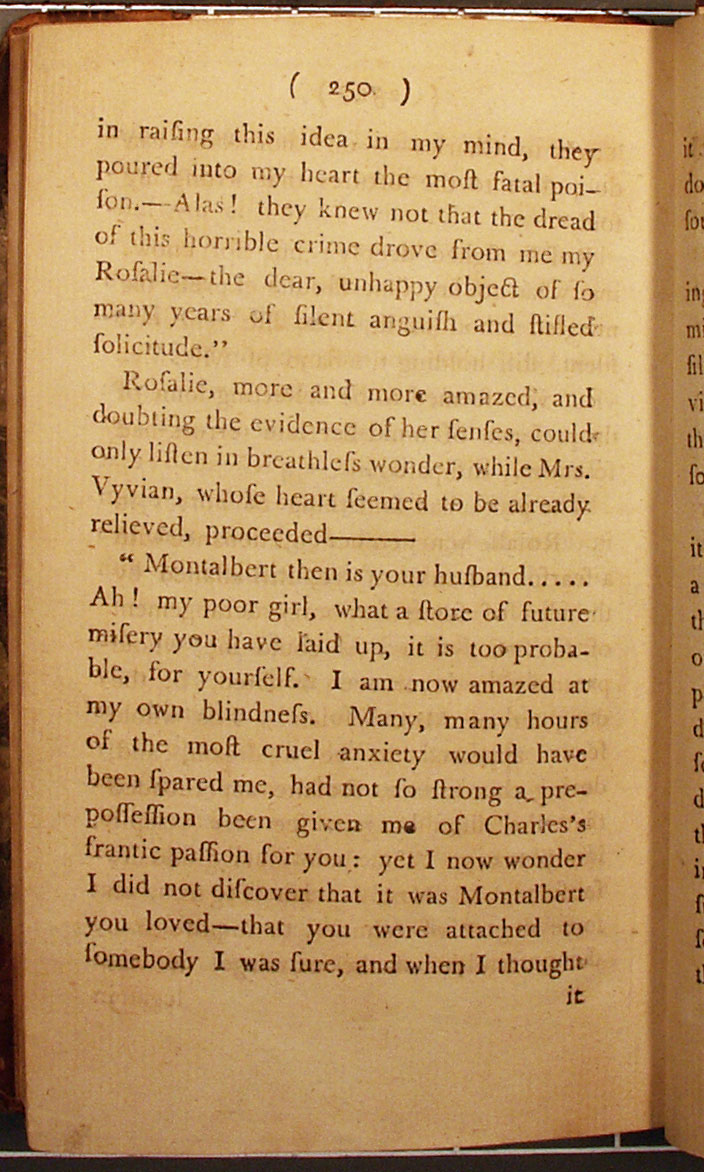 ( 250 )
in raiſing this idea in my mind, they
poured into my heart the moſt fatal poi-
ſon.—Alas! they knew not that the dread
of this horrible crime drove from me my
Roſalie—the dear, unhappy object of ſo
many years of ſilent anguiſh and ſtifled
ſolicitude.”
Roſalie, more and more amazed, and
doubting the evidence of her ſenſes, could
only liſten in breathleſs wonder, while Mrs.
Vyvian, whoſe heart ſeemed to be already
relieved, proceeded———
“ Montalbert then is your huſband.....
Ah! my poor girl, what a ſtore of future
miſery you have laid up, it is too proba-
ble, for yourſelf. I am now amazed at
my own blindneſs. Many, many hours
of the moſt cruel anxiety would have
been ſpared me, had not ſo ſtrong a pre-
poſſeſſion been given me of Charles’s
frantic paſſion for you: yet I now wonder
I did not diſcover that it was Montalbert
you loved—that you were attached to
ſomebody I was ſure, and when I thought
it